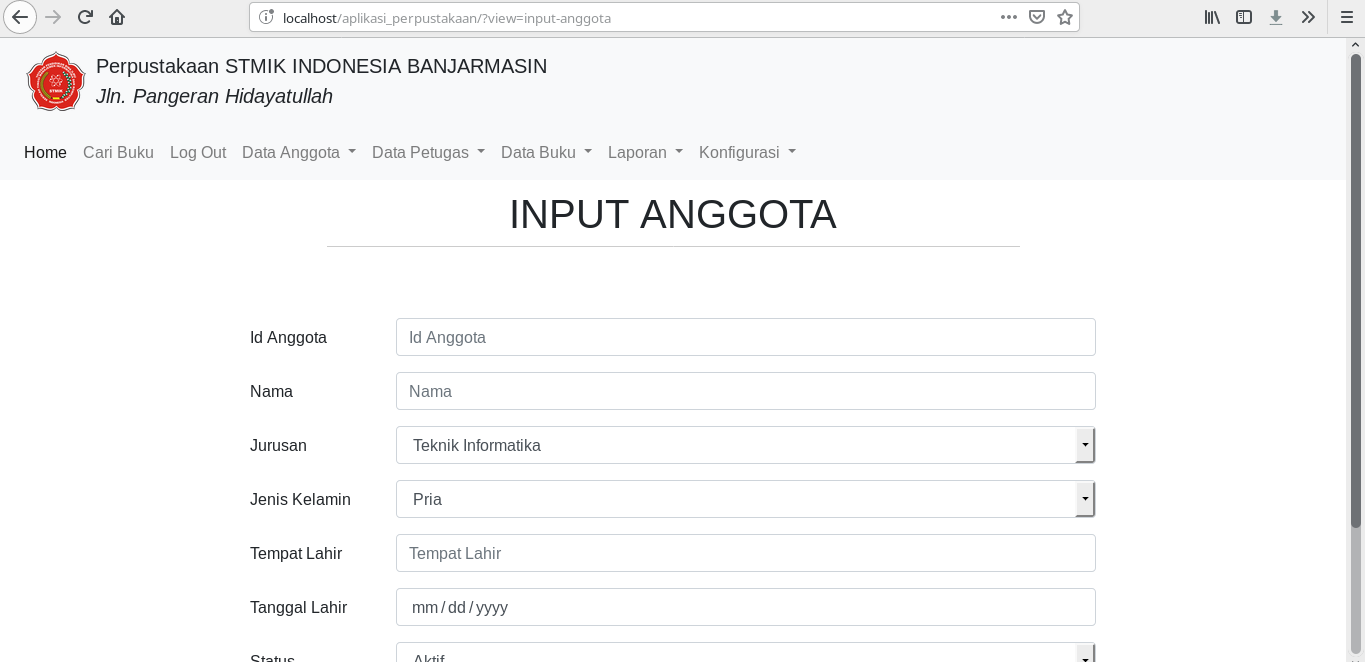 localhost/aplikasi_perpustakaan/?view=input-anggota
Perpustakaan STMIK INDONESIA BANJARMASIN
Jln. Pangeran Hidayatullah
STMIK
Home Cari Buku Log Out Data Anggota Data Petugas Data Buku Laporan Konfigurasi
INPUT ANGGOTA
Id Anggota Id Anggota
Nama Nama
Jurusan Teknik Informatika
Jenis Kelamin Pria
Tempat Lahir Tempat Lahir
Tanggal Lahir mm / dd / yyyy
Status Aktif